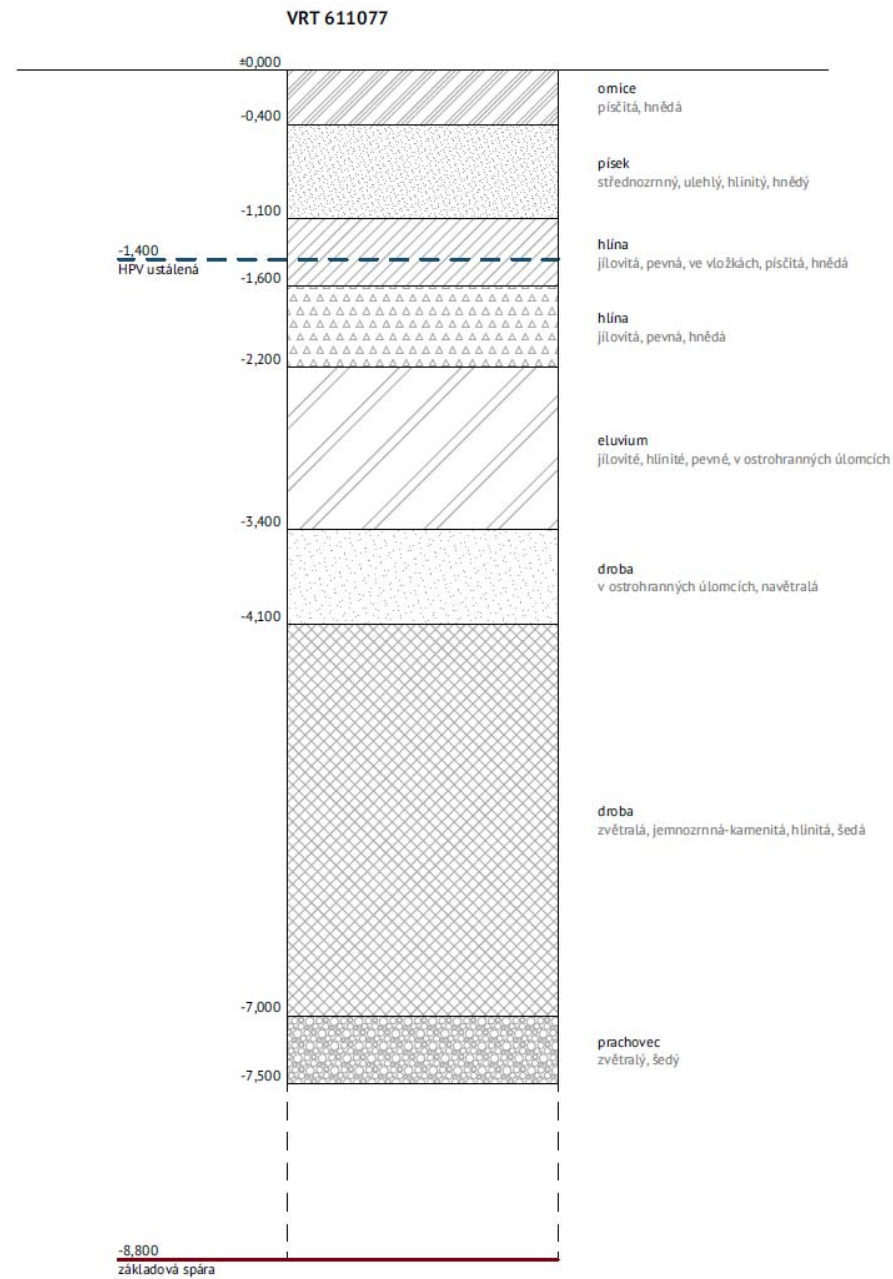 VRT 611077
±0,000
ornice
písčitá, hnědá
-0,400
písek
střednozrnný, ulehlý, hlinitý, hnědý
-1,100
hlína
jílovitá, pevná, ve vložkách, písčitá, hnědá
-1,400
HPV ustálená
-1,600
hlína
jílovitá, pevná, hnědá
-2,200
eluvium
jílovité, hlinité, pevné, v ostrohranných úlomcích
-3,400
droba
v ostrohranných úlomcích, navětralá
-4,100
droba
zvětralá, jemnozrnná-kamenitá, hlinitá, šedá
-7,000
prachovec
zvětralý, šedý
-7,500
-8,800
základová spára